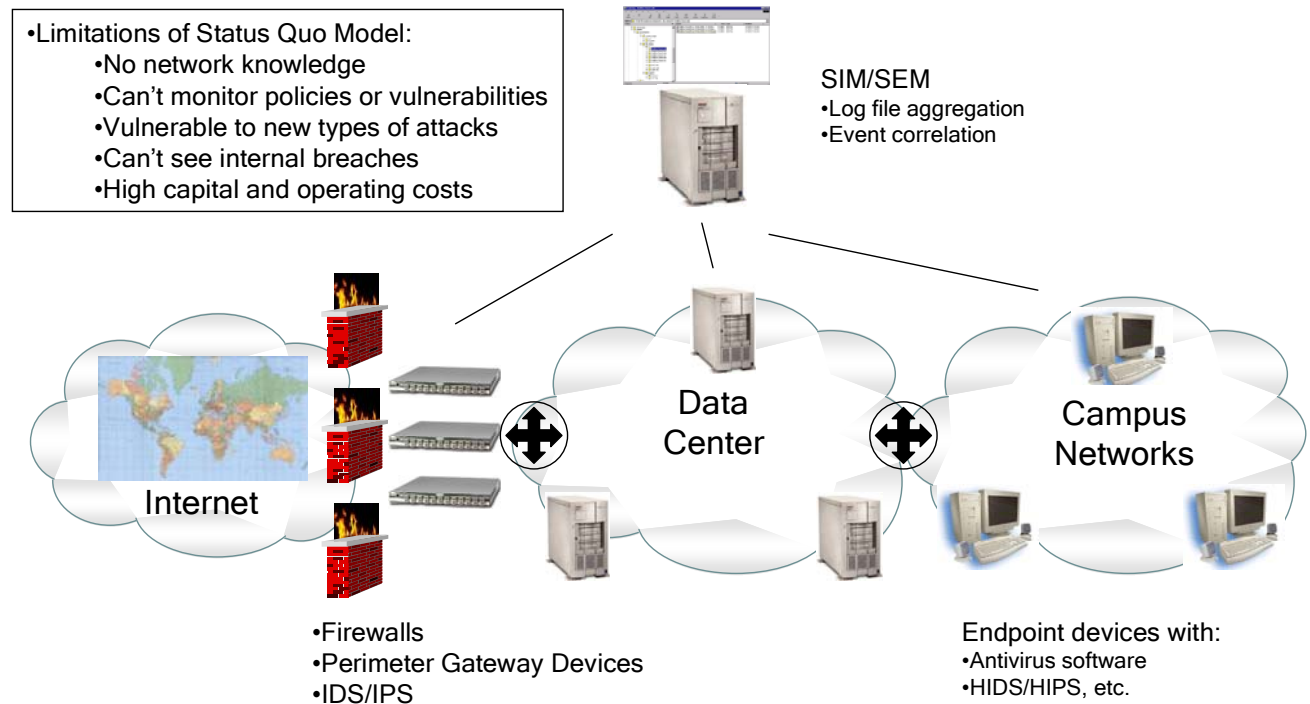 •Limitations of Status Quo Model:
•No network knowledge
•Can't monitor policies or vulnerabilities
•Vulnerable to new types of attacks
•Can't see internal breaches
•High capital and operating costs
SIM/SEM
•Log file aggregation
•Event correlation
Internet
Data
Center
Campus
Networks
•Firewalls
•Perimeter Gateway Devices
•IDS/IPS
Endpoint devices with:
•Antivirus software
•HIDS/HIPS, etc.